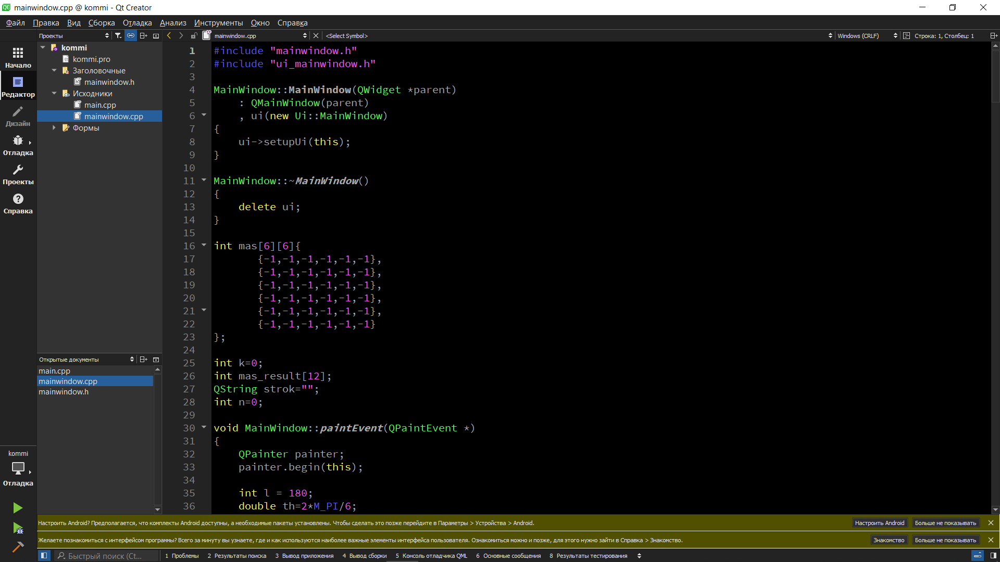 mainwindow.cpp @ kommi - Qt Creator
Файл Правка Вид Сборка Отладка Анализ Инструменты Окно Справка
Проекты
mainwindow.cpp
<Select Symbol>
Windows (CRLF)
Строка: 1, Столбец: 1
Начало
Редактор
Дизайн
Отладка
Проекты
Справка
kommi
Отладка
kommi
kommi.pro
Заголовочные
mainwindow.h
Исходники
main.cpp
mainwindow.cpp
Формы
Открытые документы
main.cpp
mainwindow.cpp
mainwindow.h
1 #include "mainwindow.h"
2 #include "ui_mainwindow.h"
3
4 MainWindow::MainWindow(QWidget *parent)
5     : QMainWindow(parent)
6     , ui(new Ui::MainWindow)
7 {
8     ui->setupUi(this);
9 }
10
11 MainWindow::~MainWindow()
12 {
13     delete ui;
14 }
15
16 int mas[6][6]{
17        {-1,-1,-1,-1,-1,-1},
18        {-1,-1,-1,-1,-1,-1},
19        {-1,-1,-1,-1,-1,-1},
20        {-1,-1,-1,-1,-1,-1},
21        {-1,-1,-1,-1,-1,-1},
22        {-1,-1,-1,-1,-1,-1}
23 };
24
25 int k=0;
26 int mas_result[12];
27 QString strok="";
28 int n=0;
29
30 void MainWindow::paintEvent(QPaintEvent *)
31 {
32     QPainter painter;
33     painter.begin(this);
34
35     int l = 180;
36     double th=2*M_PI/6;
Настроить Android? Предполагается, что комплекты Android доступны, а необходимые пакеты установлены. Чтобы сделать это позже перейдите в Параметры > Устройства > Android.
Настроить Android
Больше не показывать
Желаете познакомиться с интерфейсом программы? Всего за минуту вы узнаете, где и как используются наиболее важные элементы интерфейса пользователя. Ознакомиться можно и позже, для этого нужно зайти в Справка > Знакомство.
Знакомство
Больше не показывать
Быстрый поиск (Ct...
1 Проблемы 2 Результаты поиска 3 Вывод приложения 4 Вывод сборки 5 Консоль отладчика QML 6 Основные сообщения 8 Результаты тестирования